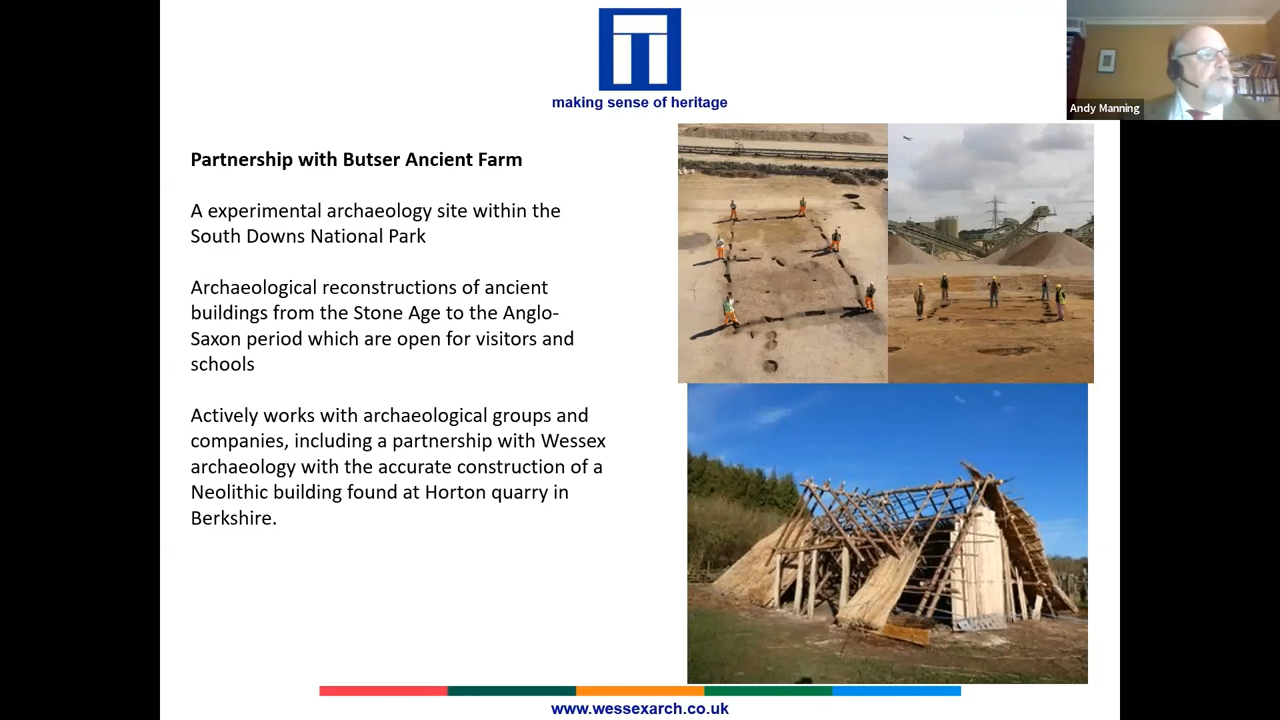 making sense of heritage
Andy Manning
Partnership with Butser Ancient Farm
A experimental archaeology site within the
South Downs National Park
Archaeological reconstructions of ancient
buildings from the Stone Age to the Anglo-
Saxon period which are open for visitors and
schools
Actively works with archaeological groups and
companies, including a partnership with Wessex
archaeology with the accurate construction of a
Neolithic building found at Horton quarry in
Berkshire.
www.wessexarch.co.uk